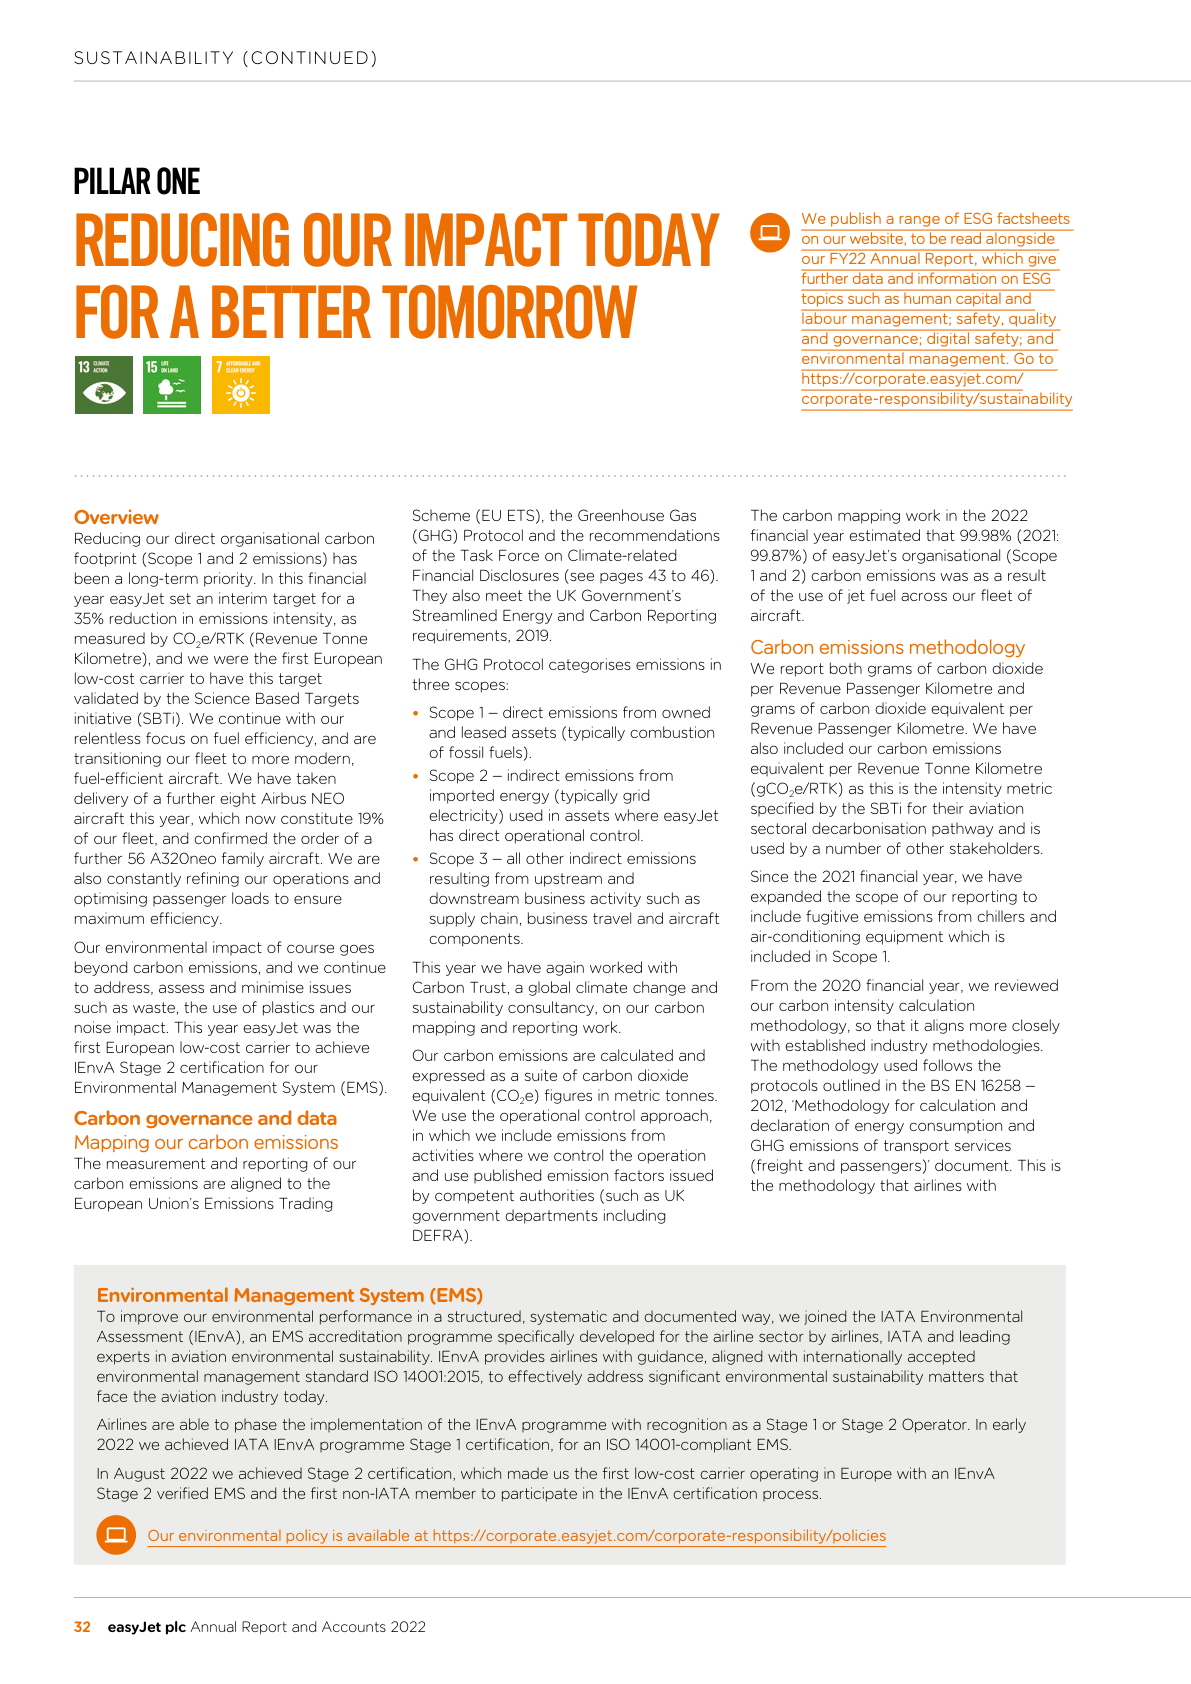 SUSTAINABILITY (CONTINUED)
PILLAR ONE
REDUCING OUR IMPACT TODAY
FOR A BETTER TOMORROW
13 CLIMATE
ACTION
15 LIFE
ON LAND
7 AFFORDABLE AND
CLEAN ENERGY
We publish a range of ESG factsheets
on our website, to be read alongside
our FY22 Annual Report, which give
further data and information on ESG
topics such as human capital and
labour management; safety, quality
and governance; digital safety; and
environmental management. Go to
https://corporate.easyjet.com/
corporate-responsibility/sustainability
Overview
Reducing our direct organisational carbon
footprint (Scope 1 and 2 emissions) has
been a long-term priority. In this financial
year easyJet set an interim target for a
35% reduction in emissions intensity, as
measured by CO₂e/RTK (Revenue Tonne
Kilometre), and we were the first European
low-cost carrier to have this target
validated by the Science Based Targets
initiative (SBTi). We continue with our
relentless focus on fuel efficiency, and are
transitioning our fleet to more modern,
fuel-efficient aircraft. We have taken
delivery of a further eight Airbus NEO
aircraft this year, which now constitute 19%
of our fleet, and confirmed the order of a
further 56 A320neo family aircraft. We are
also constantly refining our operations and
optimising passenger loads to ensure
maximum efficiency.
Our environmental impact of course goes
beyond carbon emissions, and we continue
to address, assess and minimise issues
such as waste, the use of plastics and our
noise impact. This year easyJet was the
first European low-cost carrier to achieve
IEnvA Stage 2 certification for our
Environmental Management System (EMS).
Carbon governance and data
Mapping our carbon emissions
The measurement and reporting of our
carbon emissions are aligned to the
European Union's Emissions Trading
Scheme (EU ETS), the Greenhouse Gas
(GHG) Protocol and the recommendations
of the Task Force on Climate-related
Financial Disclosures (see pages 43 to 46).
They also meet the UK Government's
Streamlined Energy and Carbon Reporting
requirements, 2019.
The GHG Protocol categorises emissions in
three scopes:
• Scope 1 – direct emissions from owned
and leased assets (typically combustion
of fossil fuels).
• Scope 2 – indirect emissions from
imported energy (typically grid
electricity) used in assets where easyJet
has direct operational control.
• Scope 3 – all other indirect emissions
resulting from upstream and
downstream business activity such as
supply chain, business travel and aircraft
components.
This year we have again worked with
Carbon Trust, a global climate change and
sustainability consultancy, on our carbon
mapping and reporting work.
Our carbon emissions are calculated and
expressed as a suite of carbon dioxide
equivalent (CO₂e) figures in metric tonnes.
We use the operational control approach,
in which we include emissions from
activities where we control the operation
and use published emission factors issued
by competent authorities (such as UK
government departments including
DEFRA).
The carbon mapping work in the 2022
financial year estimated that 99.98% (2021:
99.87%) of easyJet's organisational (Scope
1 and 2) carbon emissions was as a result
of the use of jet fuel across our fleet of
aircraft.
Carbon emissions methodology
We report both grams of carbon dioxide
per Revenue Passenger Kilometre and
grams of carbon dioxide equivalent per
Revenue Passenger Kilometre. We have
also included our carbon emissions
equivalent per Revenue Tonne Kilometre
(gCO₂e/RTK) as this is the intensity metric
specified by the SBTi for their aviation
sectoral decarbonisation pathway and is
used by a number of other stakeholders.
Since the 2021 financial year, we have
expanded the scope of our reporting to
include fugitive emissions from chillers and
air-conditioning equipment which is
included in Scope 1.
From the 2020 financial year, we reviewed
our carbon intensity calculation
methodology, so that it aligns more closely
with established industry methodologies.
The methodology used follows the
protocols outlined in the BS EN 16258 –
2012, 'Methodology for calculation and
declaration of energy consumption and
GHG emissions of transport services
(freight and passengers)' document. This is
the methodology that airlines with
Environmental Management System (EMS)
To improve our environmental performance in a structured, systematic and documented way, we joined the IATA Environmental
Assessment (IEnvA), an EMS accreditation programme specifically developed for the airline sector by airlines, IATA and leading
experts in aviation environmental sustainability. IEnvA provides airlines with guidance, aligned with internationally accepted
environmental management standard ISO 14001:2015, to effectively address significant environmental sustainability matters that
face the aviation industry today.
Airlines are able to phase the implementation of the IEnvA programme with recognition as a Stage 1 or Stage 2 Operator. In early
2022 we achieved IATA IEnvA programme Stage 1 certification, for an ISO 14001-compliant EMS.
In August 2022 we achieved Stage 2 certification, which made us the first low-cost carrier operating in Europe with an IEnvA
Stage 2 verified EMS and the first non-IATA member to participate in the IEnvA certification process.
Our environmental policy is available at https://corporate.easyjet.com/corporate-responsibility/policies
32 easyJet plc Annual Report and Accounts 2022